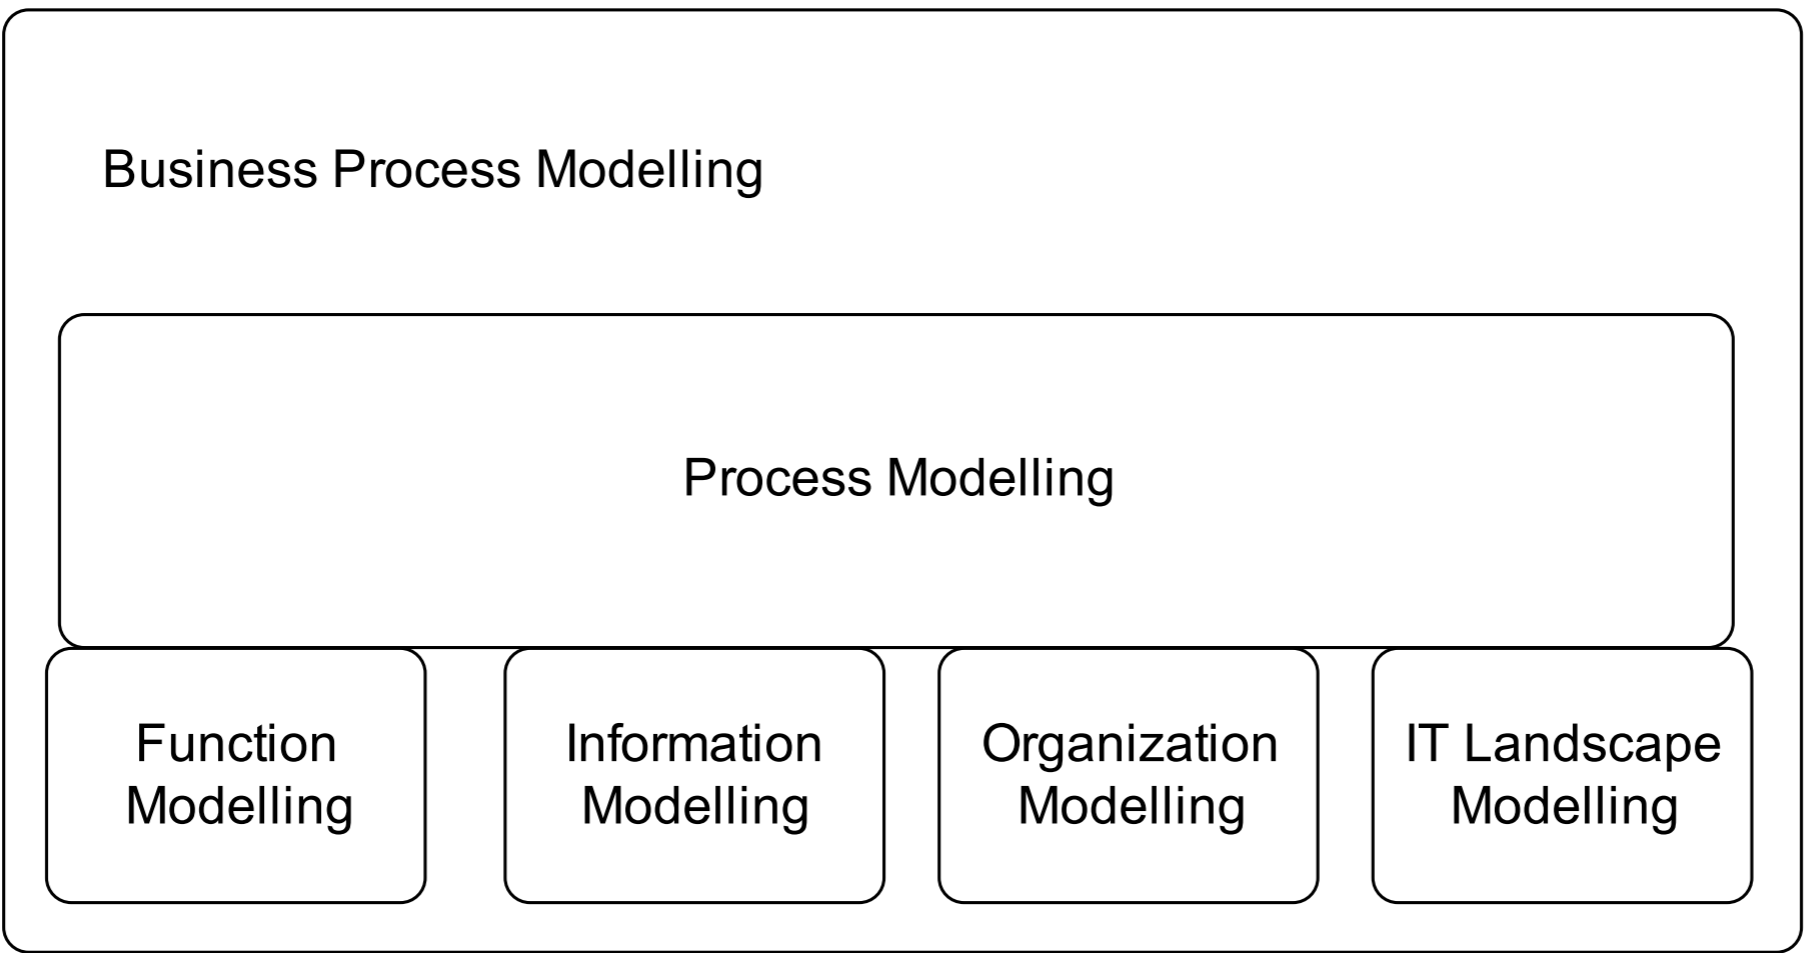 Business Process Modelling
Process Modelling
Function
Modelling
Information
Modelling
Organization
Modelling
IT Landscape
Modelling